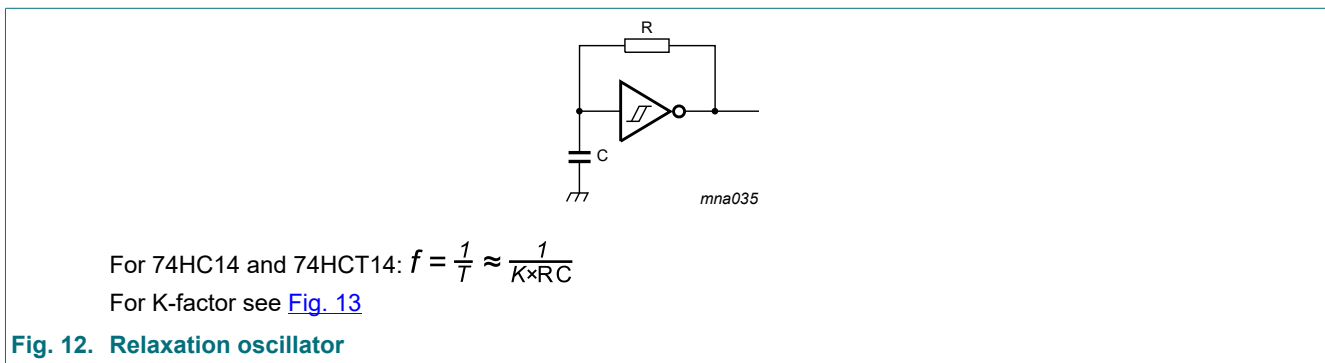 R
C
mna035
For 74HC14 and 74HCT14: f = 1/T ≈ 1/K×RC
For K-factor see Fig. 13
Fig. 12. Relaxation oscillator